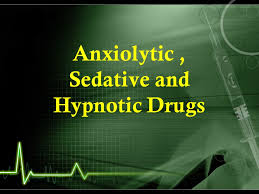 Anxiolytic ,
Sedative and
Hypnotic Drugs